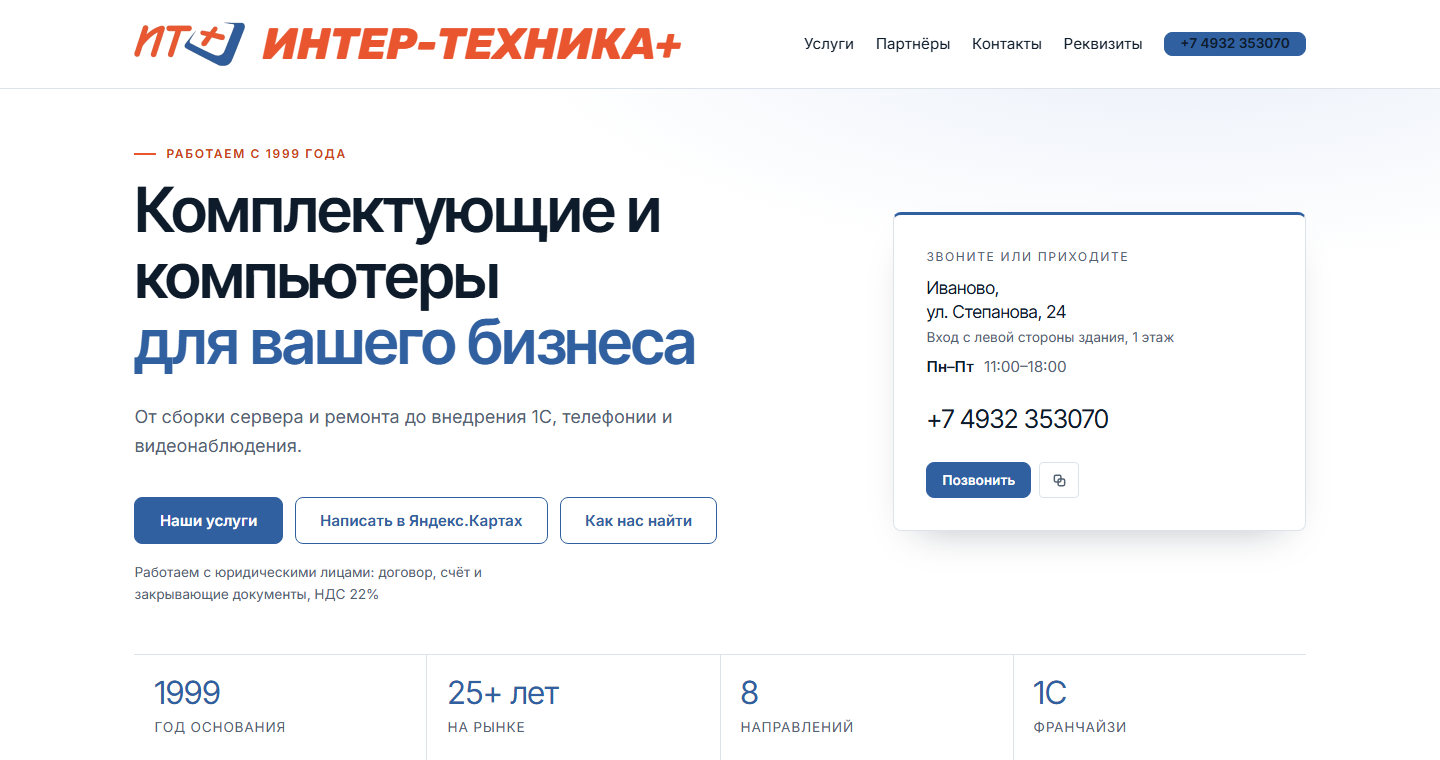 ИТ+ ИНТЕР-ТЕХНИКА+
Услуги Партнёры Контакты Реквизиты +7 4932 353070
РАБОТАЕМ С 1999 ГОДА
Комплектующие и
компьютеры
для вашего бизнеса
От сборки сервера и ремонта до внедрения 1С, телефонии и
видеонаблюдения.
Наши услуги Написать в Яндекс.Картах Как нас найти
Работаем с юридическими лицами: договор, счёт и
закрывающие документы, НДС 22%
ЗВОНИТЕ ИЛИ ПРИХОДИТЕ
Иваново,
ул. Степанова, 24
Вход с левой стороны здания, 1 этаж
Пн–Пт 11:00–18:00
+7 4932 353070
Позвонить
1999 25+ лет 8 1С
ГОД ОСНОВАНИЯ НА РЫНКЕ НАПРАВЛЕНИЙ ФРАНЧАЙЗИ